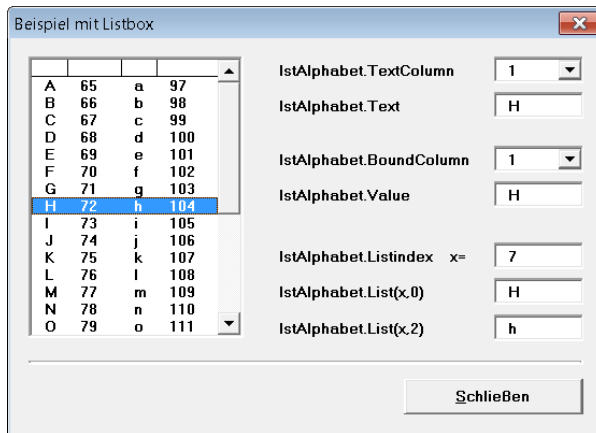 Beispiel mit Listbox
A 65 a 97
B 66 b 98
C 67 c 99
D 68 d 100
E 69 e 101
F 70 f 102
G 71 g 103
H 72 h 104
I 73 i 105
J 74 j 106
K 75 k 107
L 76 l 108
M 77 m 109
N 78 n 110
O 79 o 111
lstAlphabet.TextColumn 1
lstAlphabet.Text H
lstAlphabet.BoundColumn 1
lstAlphabet.Value H
lstAlphabet.Listindex x= 7
lstAlphabet.List(x,0) H
lstAlphabet.List(x,2) h
Schließen